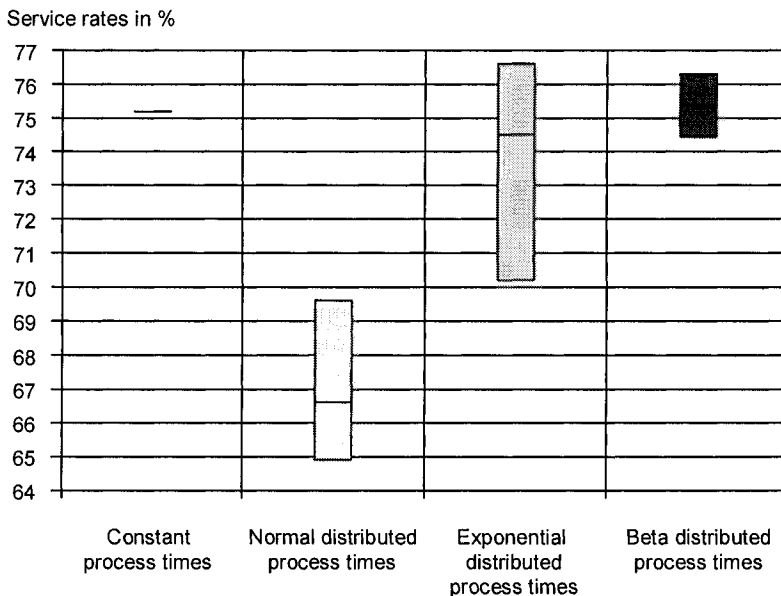 Service rates in %
77
76
75
74
73
72
71
70
69
68
67
66
65
64
Constant
process times
Normal distributed
process times
Exponential
distributed
process times
Beta distributed
process times